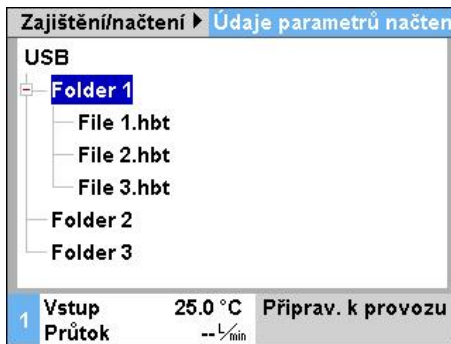 Zajištění/načtení ▶ Údaje parametrů načten
USB
Folder 1
File 1.hbt
File 2.hbt
File 3.hbt
Folder 2
Folder 3
1 Vstup 25.0 °C Připrav. k provozu
Průtok -- L/min